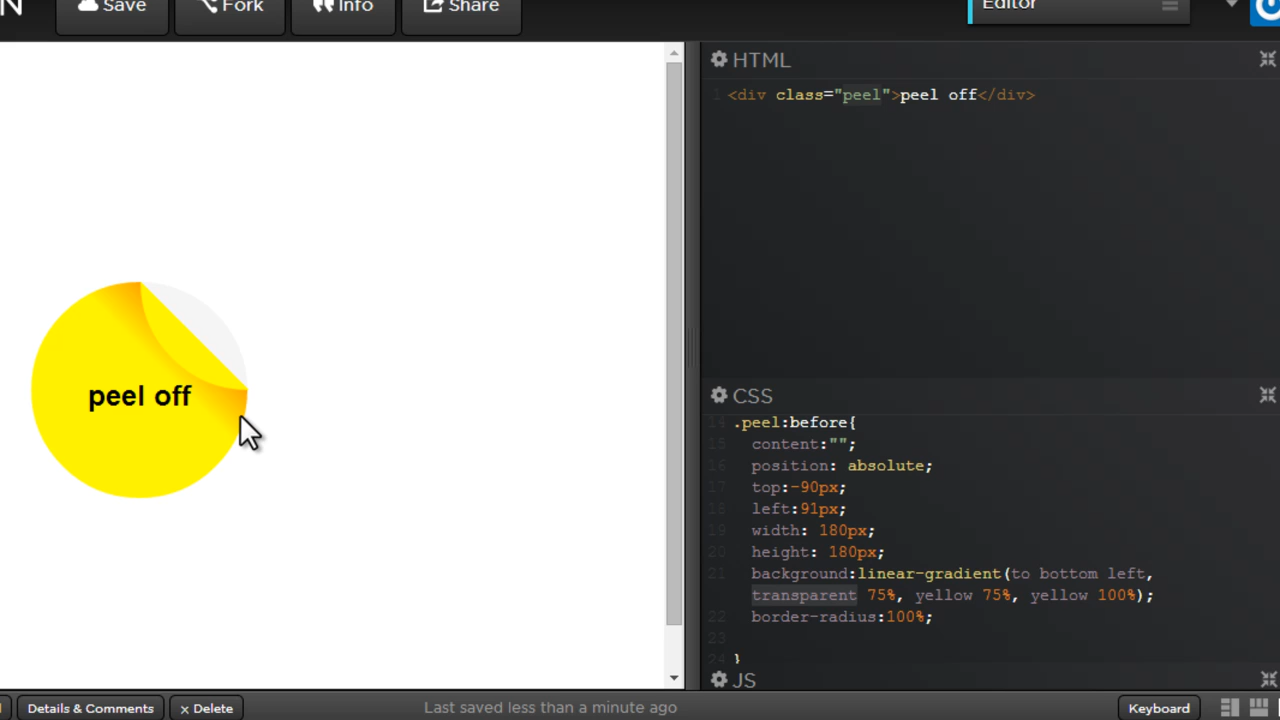 N
Save
Fork
Info
Share
Editor
HTML
1 <div class="peel">peel off</div>
peel off
CSS
14 .peel:before{
15 content:"";
16 position: absolute;
17 top:-90px;
18 left:91px;
19 width: 180px;
20 height: 180px;
21 background:linear-gradient(to bottom left,
transparent 75%, yellow 75%, yellow 100%);
22 border-radius:100%;
23
24 }
JS
Details & Comments
x Delete
Last saved less than a minute ago
Keyboard